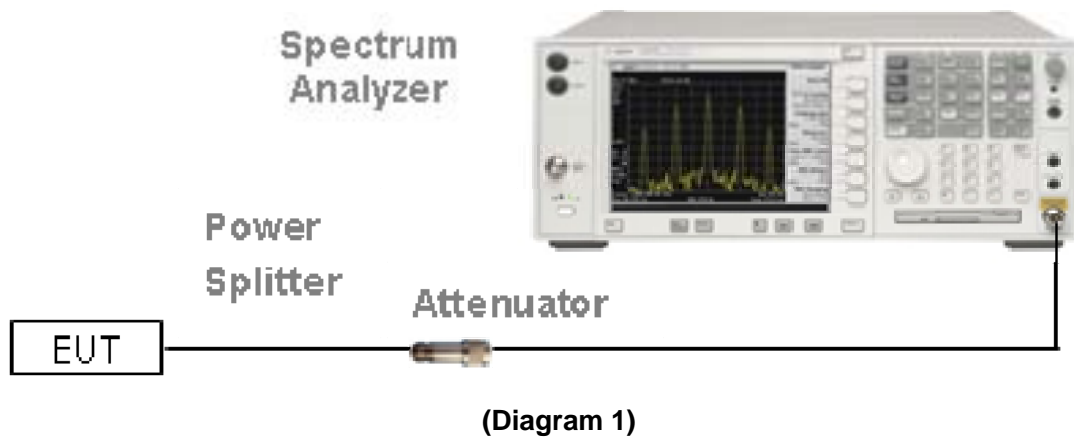 Spectrum
Analyzer
Power
Splitter
Attenuator
EUT
(Diagram 1)